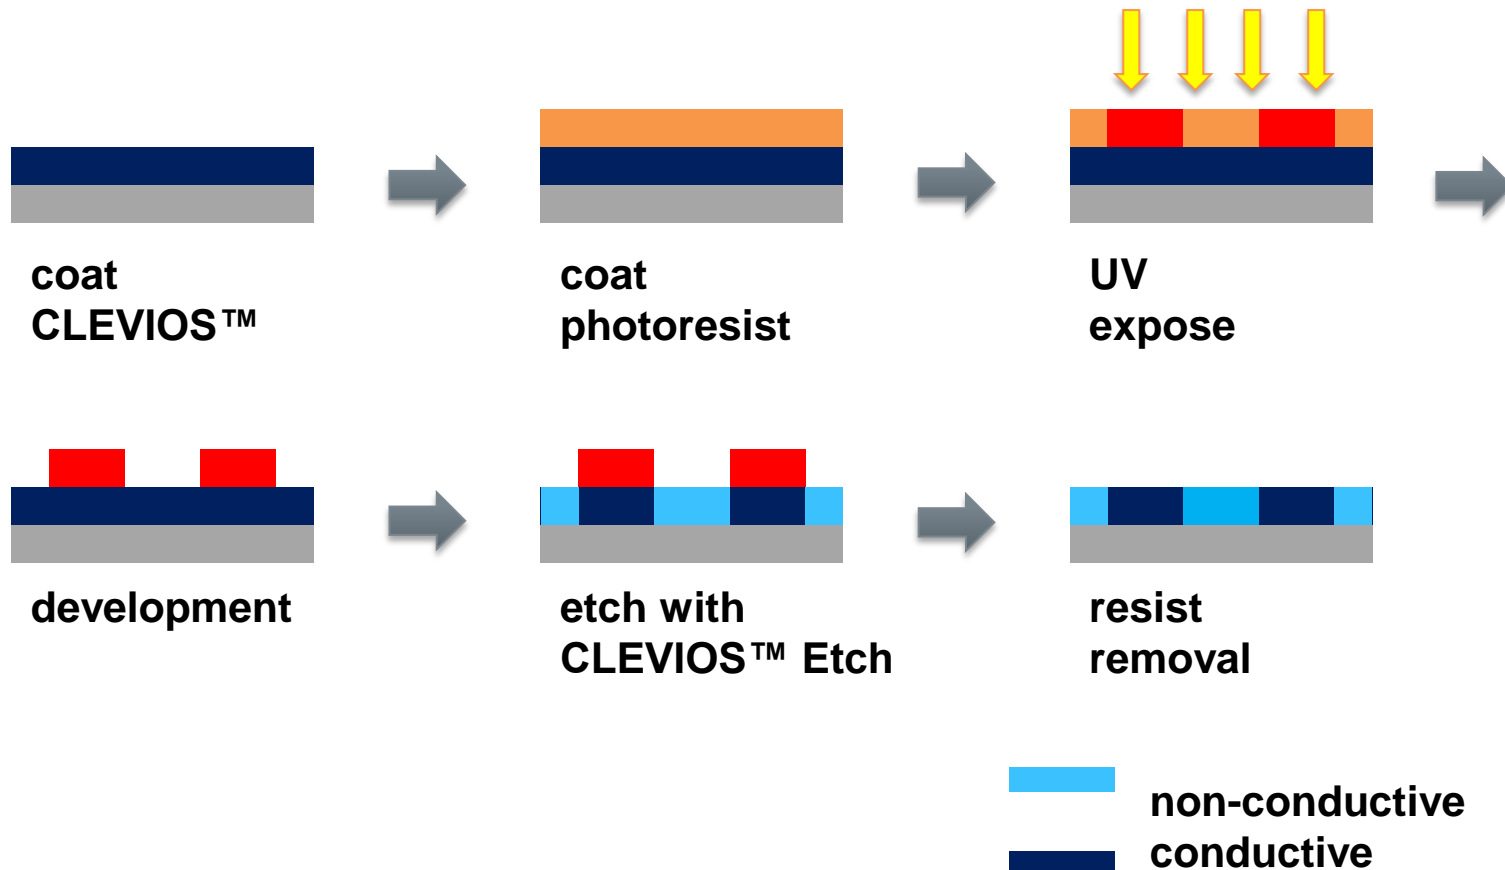 coat
CLEVIOS™
coat
photoresist
UV
expose
development
etch with
CLEVIOS™ Etch
resist
removal
non-conductive
conductive